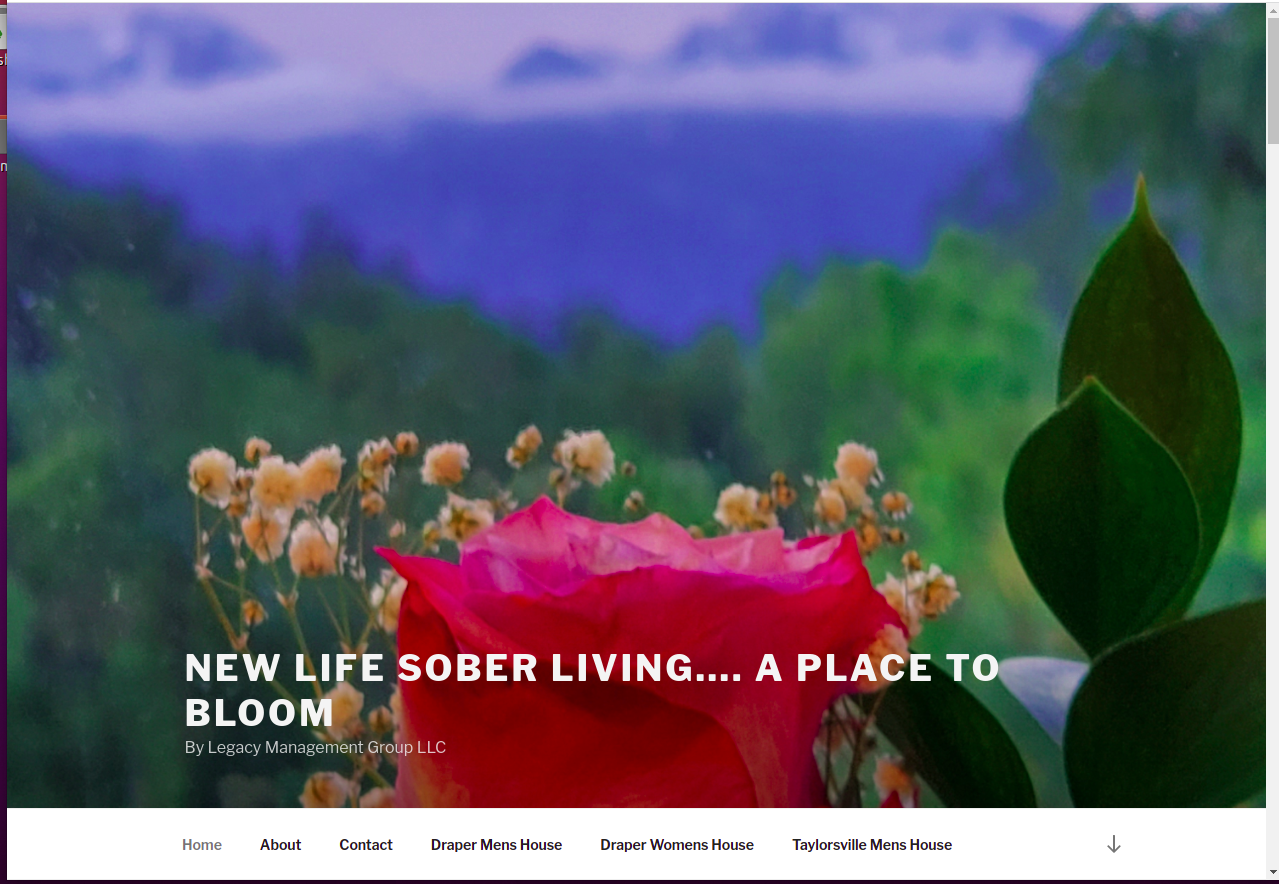 NEW LIFE SOBER LIVING.... A PLACE TO
BLOOM
By Legacy Management Group LLC
Home About Contact Draper Mens House Draper Womens House Taylorsville Mens House